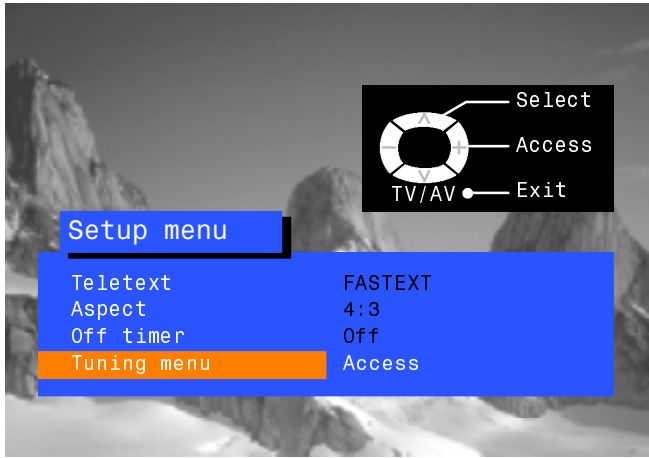 Select
Access
TV/AV
Exit
Setup menu
Teletext FASTEXT
Aspect 4:3
Off timer Off
Tuning menu Access